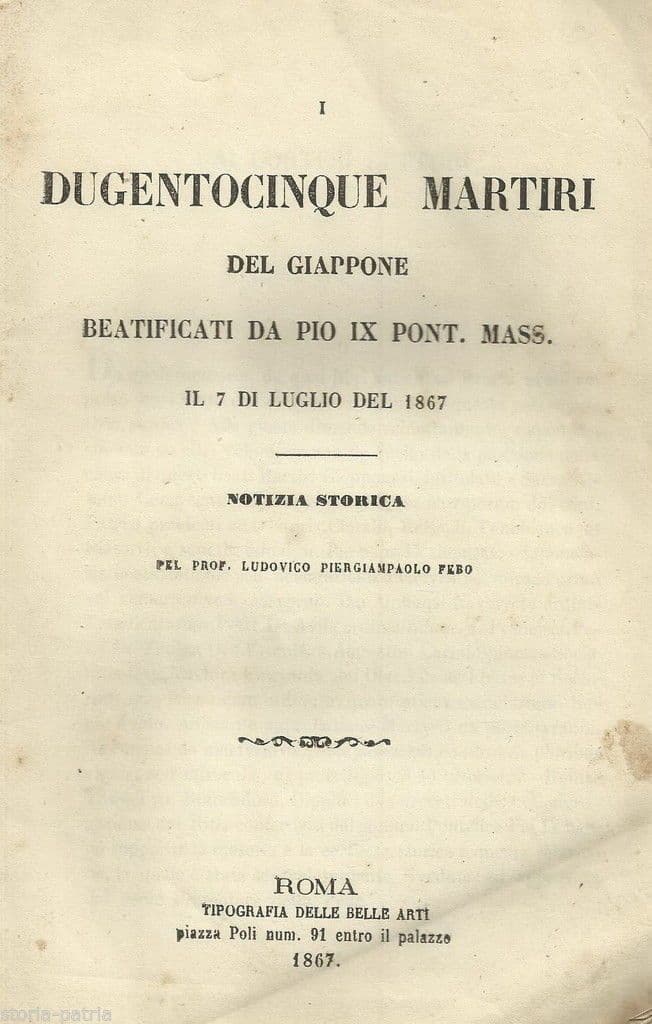 I
DUGENTOCINQUE MARTIRI
DEL GIAPPONE
BEATIFICATI DA PIO IX PONT. MASS.
IL 7 DI LUGLIO DEL 1867
NOTIZIA STORICA
PEL PROF. LUDOVICO PIERGIAMPAOLO FEBO
ROMA
TIPOGRAFIA DELLE BELLE ARTI
piazza Poli num. 91 entro il palazzo
1867.
storia-patria